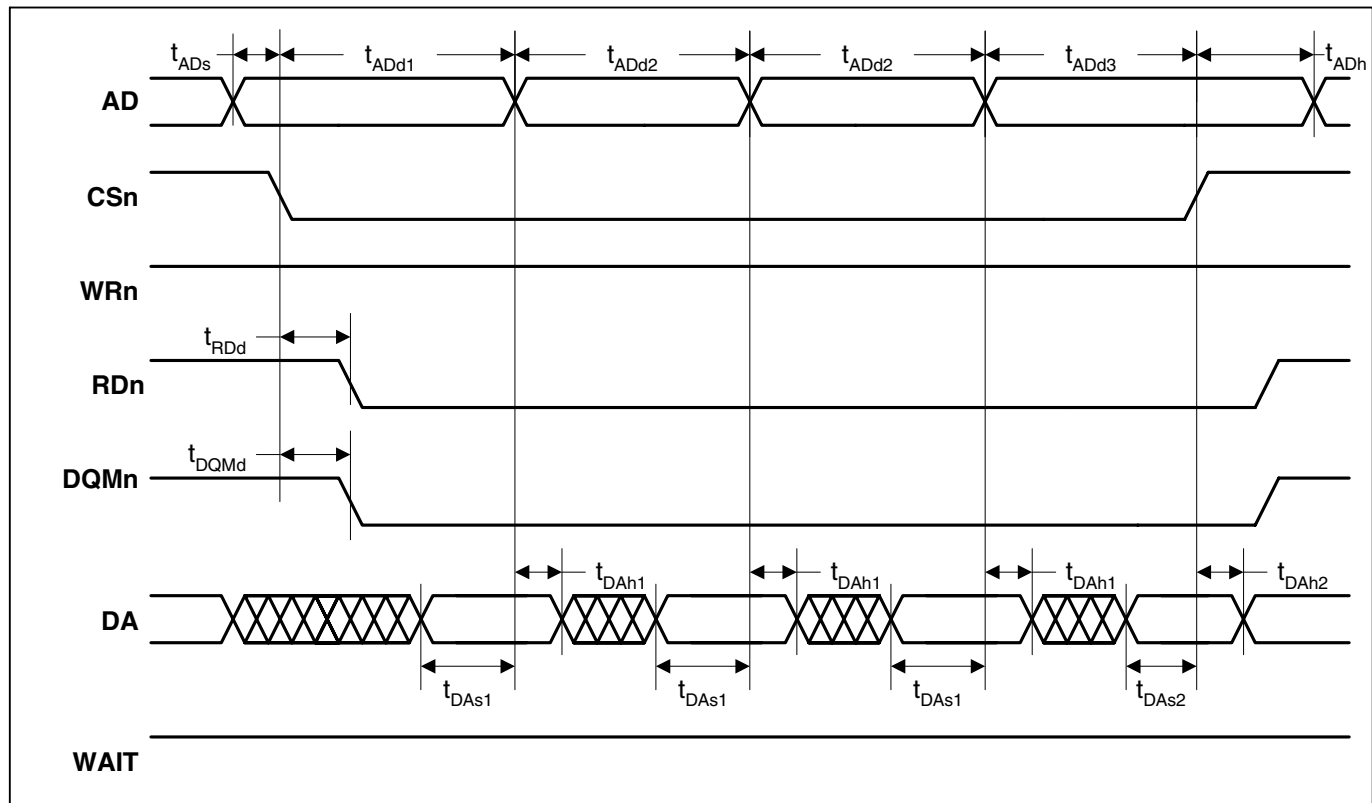 tADs tADd1 tADd2 tADd2 tADd3 tADh
AD
CSn
WRn
tRDd
RDn
tDQMd
DQMn
tDAh1 tDAh1 tDAh1 tDAh2
DA
tDAs1 tDAs1 tDAs1 tDAs2
WAIT